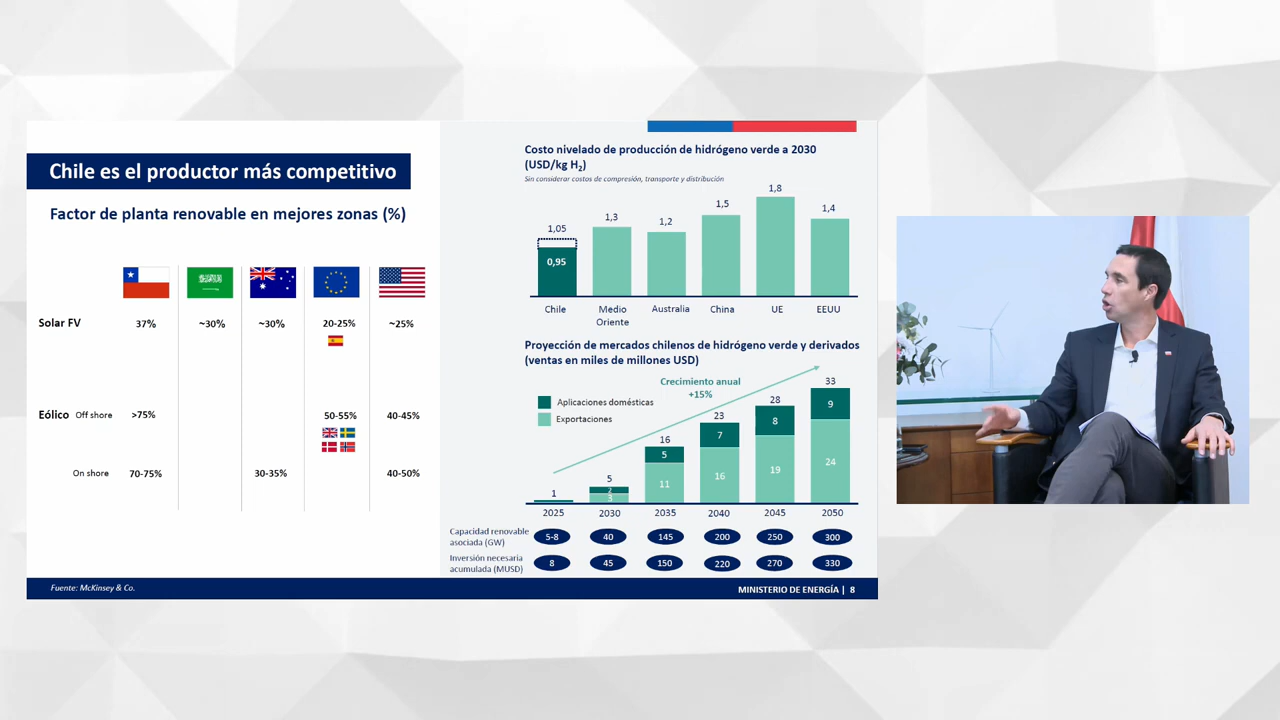 Chile es el productor más competitivo
Factor de planta renovable en mejores zonas (%)
Solar FV 37% ~30% ~30% 20-25% ~25%
Eólico Off shore >75% 50-55% 40-45%
On shore 70-75% 30-35% 40-50%
Costo nivelado de producción de hidrógeno verde a 2030
(USD/kg H2)
Sin considerar costos de compresión, transporte y distribución
1,05 1,3 1,2 1,5 1,8 1,4
0,95
Chile Medio Australia China UE EEUU
Oriente
Proyección de mercados chilenos de hidrógeno verde y derivados
(ventas en miles de millones USD)
Crecimiento anual
+15%
Aplicaciones domésticas
Exportaciones
1 5 16 23 28 33
2 5 7 8 9
3 11 16 19 24
2025 2030 2035 2040 2045 2050
Capacidad renovable
asociada (GW)
5-8 40 145 200 250 300
Inversión necesaria
acumulada (MUSD)
8 45 150 220 270 330
Fuente: McKinsey & Co.
MINISTERIO DE ENERGÍA | 8